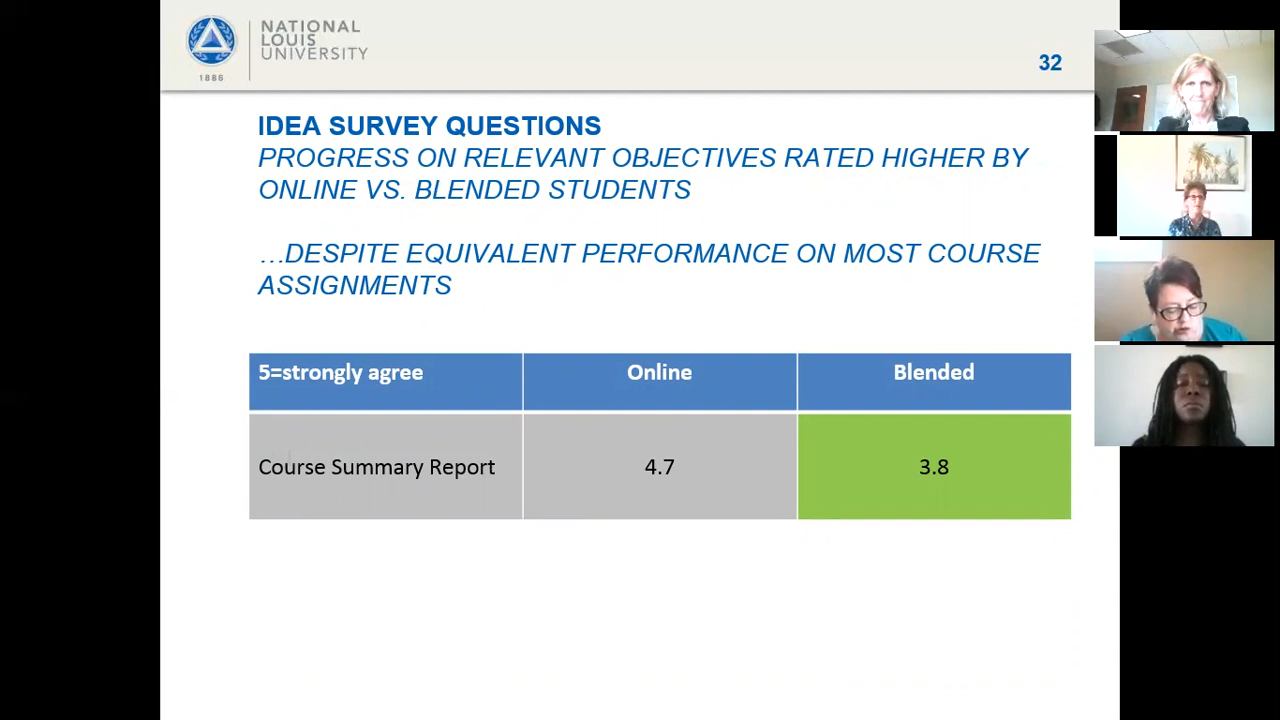 NATIONAL
LOUIS
UNIVERSITY
1886
32
IDEA SURVEY QUESTIONS
PROGRESS ON RELEVANT OBJECTIVES RATED HIGHER BY
ONLINE VS. BLENDED STUDENTS
…DESPITE EQUIVALENT PERFORMANCE ON MOST COURSE
ASSIGNMENTS
5=strongly agree Online Blended
Course Summary Report 4.7 3.8